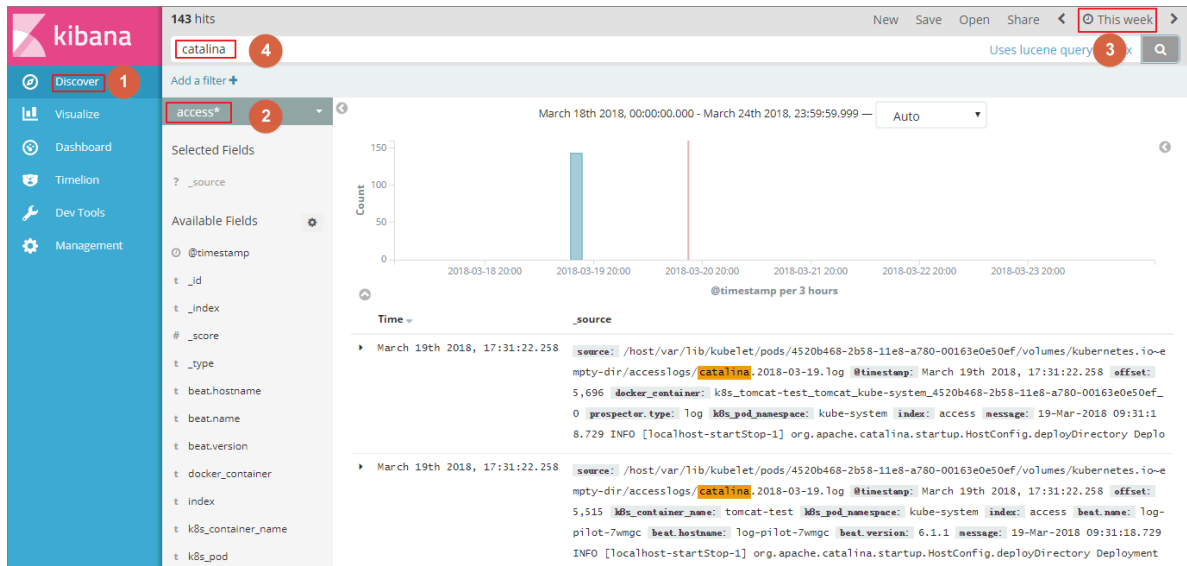 kibana
Discover 1
Visualize
Dashboard
Timelion
Dev Tools
Management
143 hits
New Save Open Share This week
catalina 4
Uses lucene query 3 x
Add a filter
access* 2
Selected Fields
? _source
Available Fields
@timestamp
t _id
t _index
# _score
t _type
t beat.hostname
t beat.name
t beat.version
t docker_container
t index
t k8s_container_name
t k8s_pod
March 18th 2018, 00:00:00.000 - March 24th 2018, 23:59:59.999 — Auto
150
100
50
0
Count
2018-03-18 20:00 2018-03-19 20:00 2018-03-20 20:00 2018-03-21 20:00 2018-03-22 20:00 2018-03-23 20:00
@timestamp per 3 hours
Time _source
March 19th 2018, 17:31:22.258 source: /host/var/lib/kubelet/pods/4520b468-2b58-11e8-a780-00163e0e50ef/volumes/kubernetes.io~e
mpty-dir/accesslogs/catalina.2018-03-19.log @timestamp: March 19th 2018, 17:31:22.258 offset:
5,696 docker_container: k8s_tomcat-test_tomcat_kube-system_4520b468-2b58-11e8-a780-00163e0e50ef_
0 prospector.type: log k8s_pod_namespace: kube-system index: access message: 19-Mar-2018 09:31:1
8.729 INFO [localhost-startStop-1] org.apache.catalina.startup.HostConfig.deployDirectory Deplo
March 19th 2018, 17:31:22.258 source: /host/var/lib/kubelet/pods/4520b468-2b58-11e8-a780-00163e0e50ef/volumes/kubernetes.io~e
mpty-dir/accesslogs/catalina.2018-03-19.log @timestamp: March 19th 2018, 17:31:22.258 offset:
5,515 k8s_container_name: tomcat-test k8s_pod_namespace: kube-system index: access beat.name: log-
pilot-7wmgc beat.hostname: log-pilot-7wmgc beat.version: 6.1.1 message: 19-Mar-2018 09:31:18.729
INFO [localhost-startStop-1] org.apache.catalina.startup.HostConfig.deployDirectory Deployment